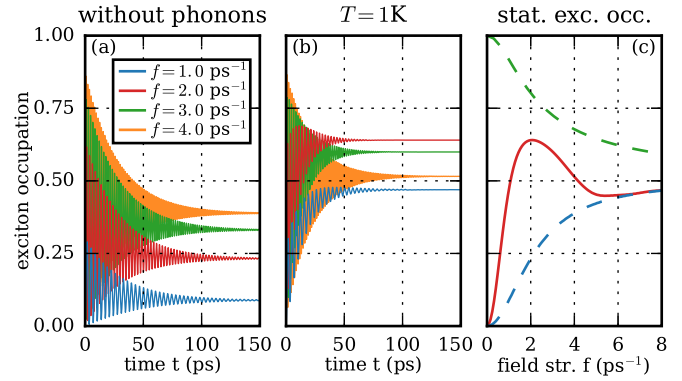 without phonons
T = 1K
stat. exc. occ.
exciton occupation
1.00
0.75
0.50
0.25
0.00
(a)
f = 1.0 ps⁻¹
f = 2.0 ps⁻¹
f = 3.0 ps⁻¹
f = 4.0 ps⁻¹
0 50 100 150
time t (ps)
(b)
0 50 100 150
time t (ps)
(c)
0 2 4 6 8
field str. f (ps⁻¹)